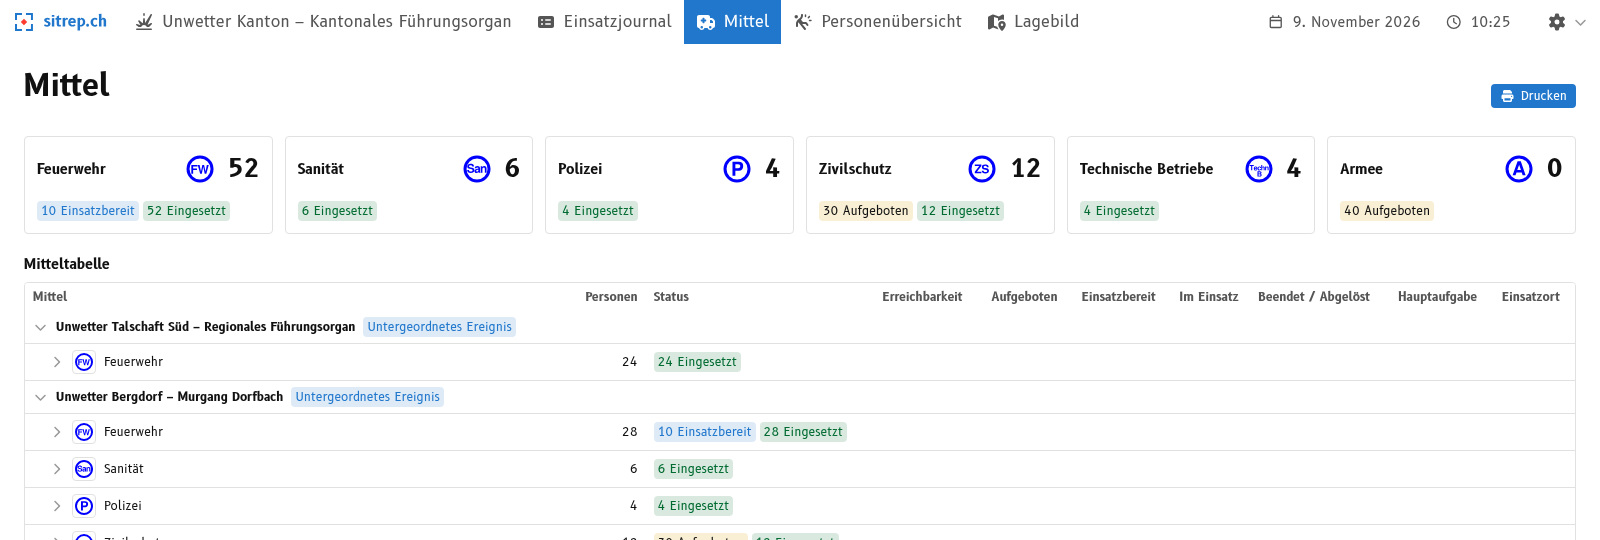 sitrep.ch Unwetter Kanton – Kantonales Führungsorgan Einsatzjournal Mittel Personenübersicht Lagebild 9. November 2026 10:25
Mittel
Drucken
Feuerwehr FW 52
10 Einsatzbereit 52 Eingesetzt
Sanität San 6
6 Eingesetzt
Polizei P 4
4 Eingesetzt
Zivilschutz ZS 12
30 Aufgeboten 12 Eingesetzt
Technische Betriebe Techn B 4
4 Eingesetzt
Armee A 0
40 Aufgeboten
Mitteltabelle
Mittel Personen Status Erreichbarkeit Aufgeboten Einsatzbereit Im Einsatz Beendet / Abgelöst Hauptaufgabe Einsatzort
Unwetter Talschaft Süd – Regionales Führungsorgan Untergeordnetes Ereignis
FW Feuerwehr 24 24 Eingesetzt
Unwetter Bergdorf – Murgang Dorfbach Untergeordnetes Ereignis
FW Feuerwehr 28 10 Einsatzbereit 28 Eingesetzt
San Sanität 6 6 Eingesetzt
P Polizei 4 4 Eingesetzt